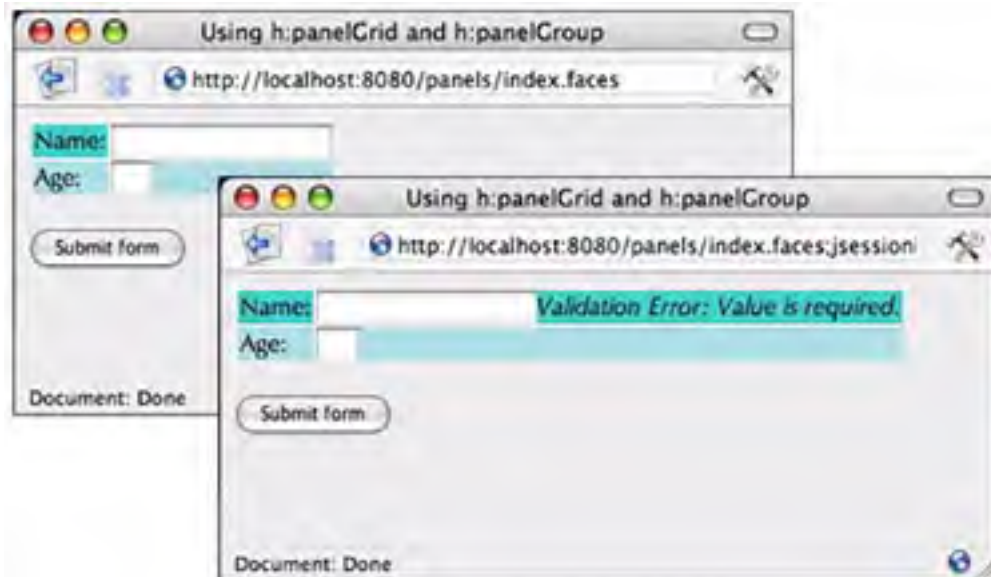 Using h:panelGrid and h:panelGroup
http://localhost:8080/panels/index.faces
Name:
Age:
Submit form
Document: Done
Using h:panelGrid and h:panelGroup
http://localhost:8080/panels/index.faces;jsession
Name:
Validation Error: Value is required.
Age:
Submit form
Document: Done